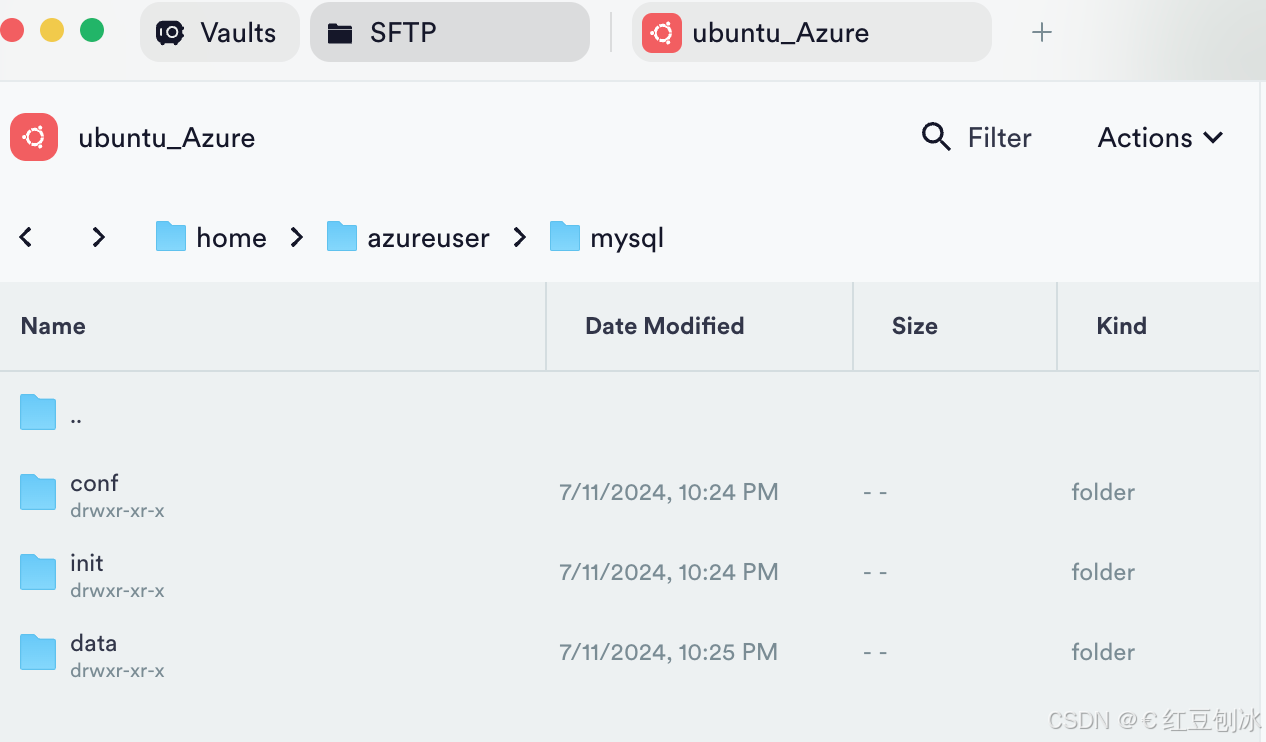 Vaults SFTP ubuntu_Azure +
ubuntu_Azure Filter Actions
home > azureuser > mysql
Name Date Modified Size Kind
..
conf 7/11/2024, 10:24 PM - - folder
drwxr-xr-x
init 7/11/2024, 10:24 PM - - folder
drwxr-xr-x
data 7/11/2024, 10:25 PM - - folder
drwxr-xr-x
CSDN @€红豆刨冰